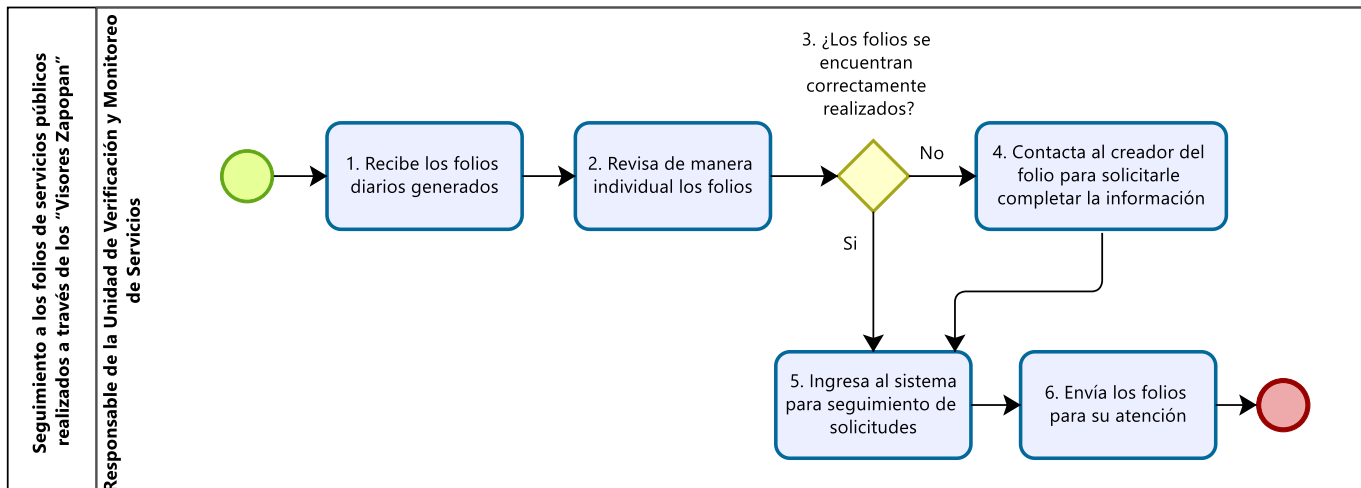 Seguimiento a los folios de servicios públicos
realizados a través de los “Visores Zapopan”
Responsable de la Unidad de Verificación y Monitoreo
de Servicios
1. Recibe los folios
diarios generados
2. Revisa de manera
individual los folios
3. ¿Los folios se
encuentran
correctamente
realizados?
No
4. Contacta al creador del
folio para solicitarle
completar la información
Si
5. Ingresa al sistema
para seguimiento de
solicitudes
6. Envía los folios
para su atención